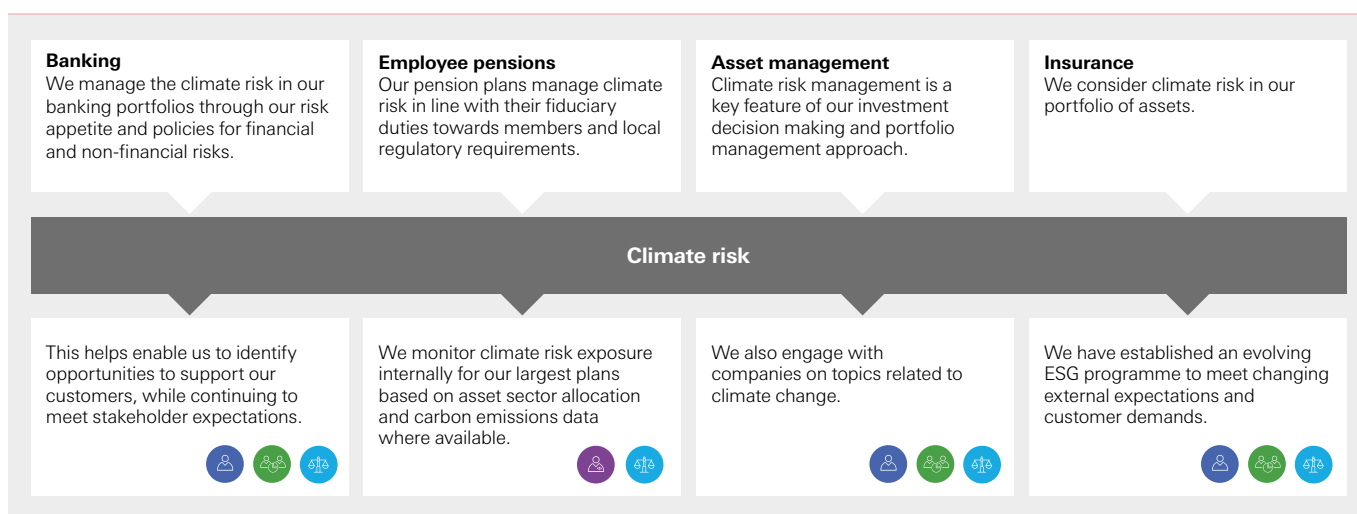 Banking
We manage the climate risk in our
banking portfolios through our risk
appetite and policies for financial
and non-financial risks.
Employee pensions
Our pension plans manage climate
risk in line with their fiduciary
duties towards members and local
regulatory requirements.
Asset management
Climate risk management is a
key feature of our investment
decision making and portfolio
management approach.
Insurance
We consider climate risk in our
portfolio of assets.
Climate risk
This helps enable us to identify
opportunities to support our
customers, while continuing to
meet stakeholder expectations.
We monitor climate risk exposure
internally for our largest plans
based on asset sector allocation
and carbon emissions data
where available.
We also engage with
companies on topics related to
climate change.
We have established an evolving
ESG programme to meet changing
external expectations and
customer demands.